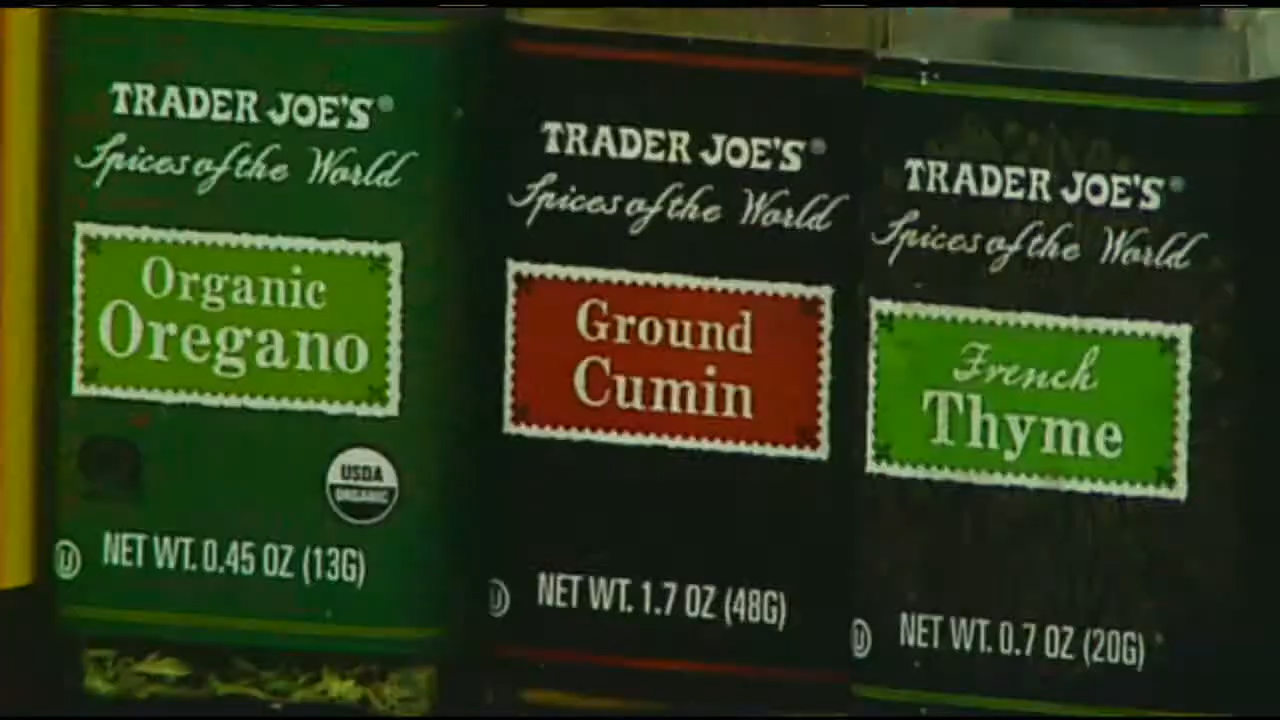 TRADER JOE'S®
Spices of the World
Organic
Oregano
USDA
ORGANIC
U
NET WT. 0.45 OZ (13G)
TRADER JOE'S®
Spices of the World
Ground
Cumin
U
NET WT. 1.7 OZ (48G)
TRADER JOE'S®
Spices of the World
French
Thyme
U
NET WT. 0.7 OZ (20G)